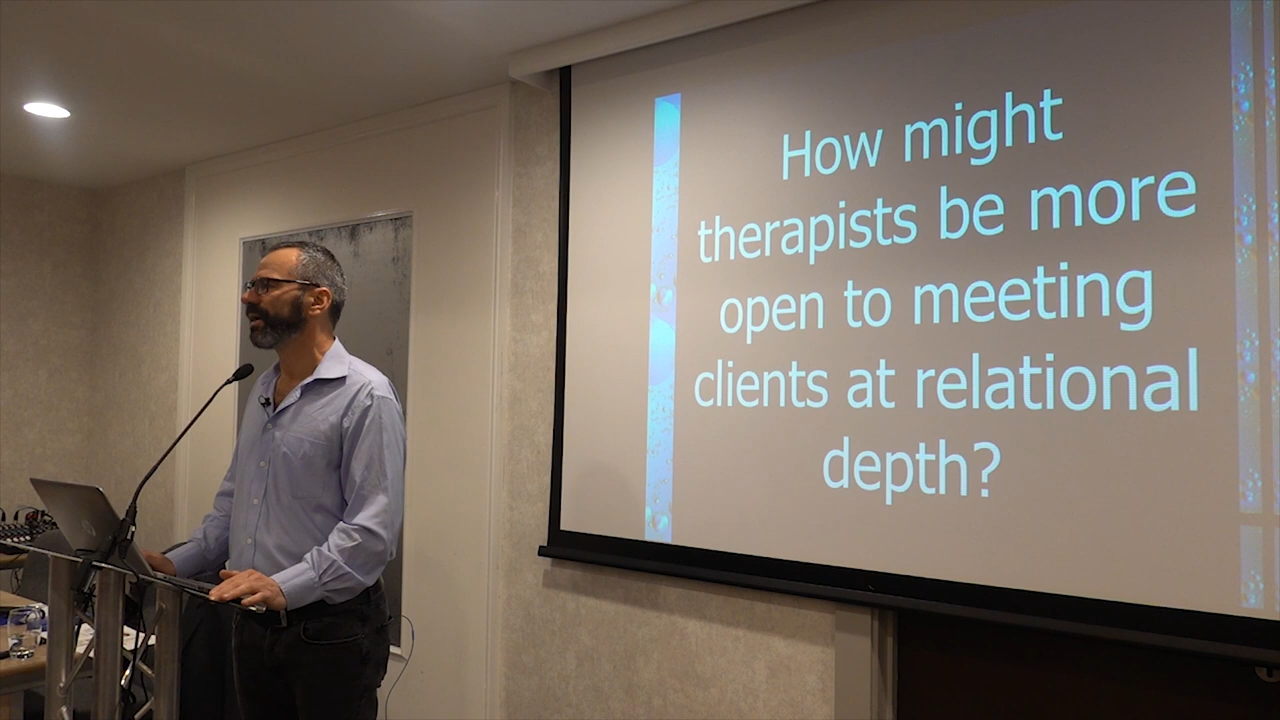 How might
therapists be more
open to meeting
clients at relational
depth?